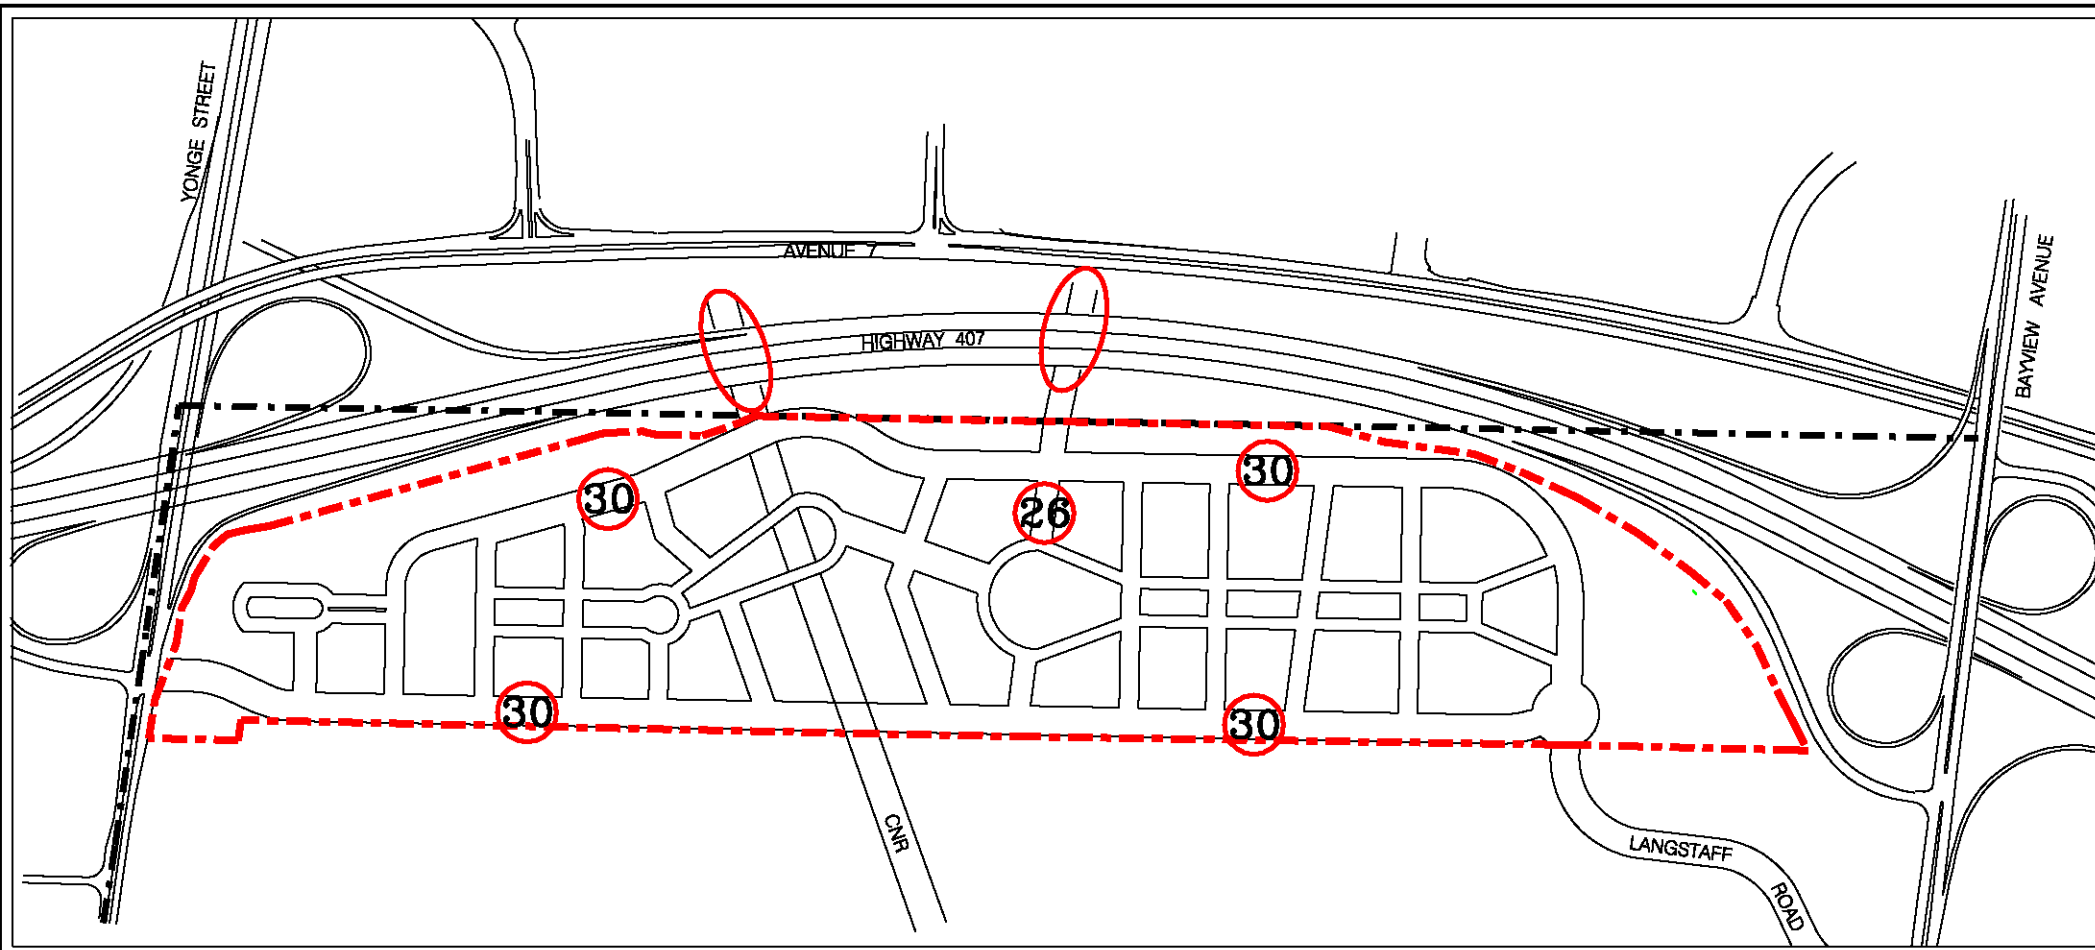 YONGE STREET
AVENUE 7
BAYVIEW AVENUE
HIGHWAY 407
30
30
26
30
30
CNR
LANGSTAFF
ROAD